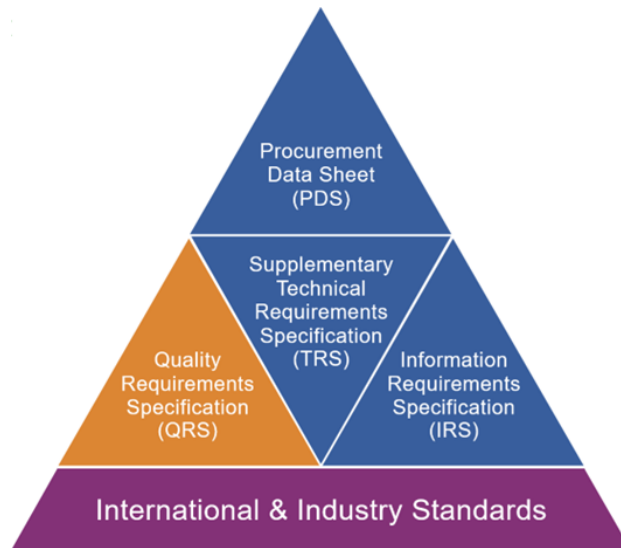 Procurement
Data Sheet
(PDS)
Supplementary
Technical
Requirements
Specification
(TRS)
Quality
Requirements
Specification
(QRS)
Information
Requirements
Specification
(IRS)
International & Industry Standards